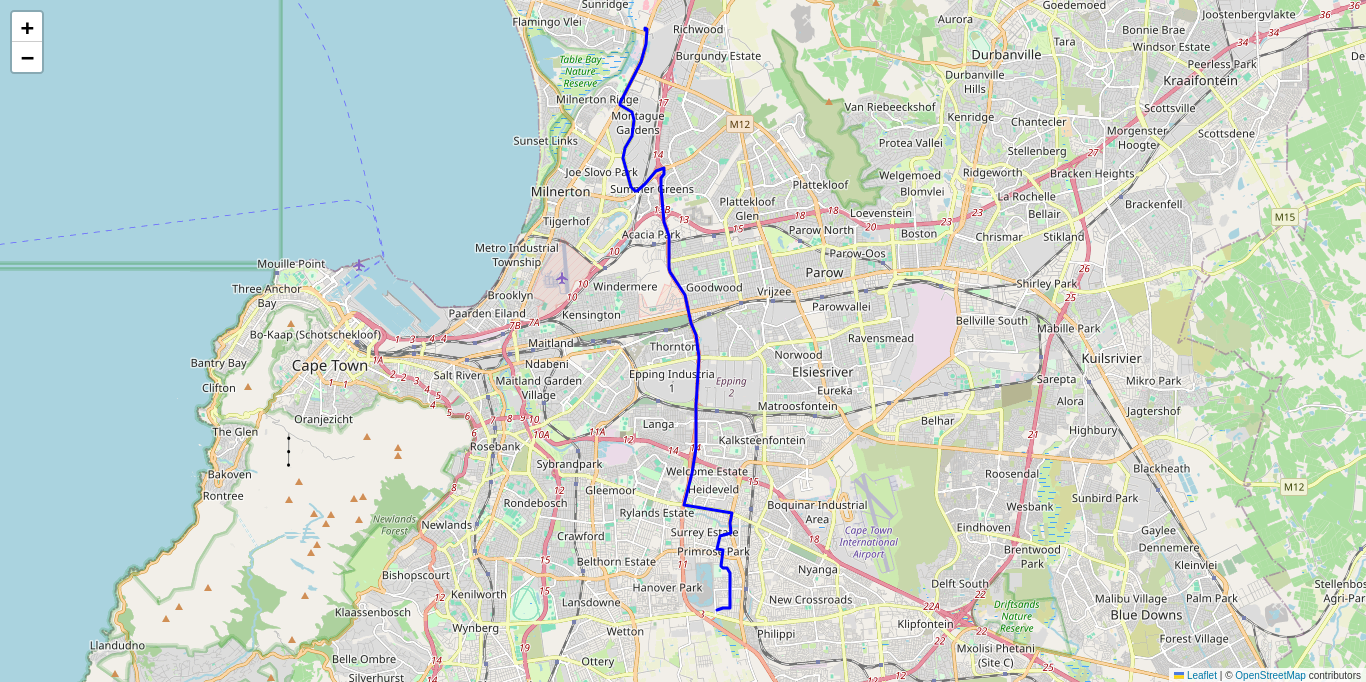 +
−
Sunridge
Goedemoed
Flamingo Vlei
Richwood
Aurora
Joostenbergvlakte
36
36
34
34
Bonnie Brae
Tara
Durbanville
Windsor Estate
De
Burgundy Estate
Table Bay
Nature
Reserve
Durbanville
Hills
Peerless Park
Kraaifontein
Milnerton Ridge
17
Van Riebeeckshof
Scottsville
Montague
Gardens
M12
Kenridge
Chantecler
Morgenster
Hoogte
Scottsdene
Sunset Links
Protea Vallei
Stellenberg
27
14
Joe Slovo Park
Welgemoed
Ridgeworth
Bracken Heights
Plattekloof
Milnerton
Summer Greens
Blomvlei
La Rochelle
Plattekloof
Glen
Brackenfell
13B
13
Loevenstein
18
18
20
23
Bellair
M15
Tijgerhof
15
Parow North
Boston
Chrismar
Stikland
Acacia Park
Metro Industrial
Township
10
Parow-Oos
Mouille Point
Parow
Three Anchor
Bay
Windermere
Goodwood
Vrijzee
Shirley Park
Brooklyn
10
26
Paarden Eiland
Kensington
Parowvallei
7B
7A
Bellville South
Mabille Park
Bo-Kaap (Schotschekloof)
1
3
4
4
Maitland
Thornton
Ravensmead
Bantry Bay
1A
Norwood
Kuilsrivier
Cape Town
Ndabeni
Clifton
1
1
2
2
3
4
5
Salt River
Maitland Garden
Village
Epping Industria
1
Epping
2
Elsiesriver
Sarepta
Mikro Park
Eureka
Oranjezicht
6
7
8
9
10
Matroosfontein
Alora
Jagtershof
Langa
Belhar
The Glen
10A
11A
12
Kalksteenfontein
21
Highbury
Rosebank
14
14
Bakoven
Sybrandpark
Welcome Estate
15
Roosendal
Blackheath
Rontree
8
12
Gleemoor
Heideveld
M12
Rondebosch
Rylands Estate
Boquinar Industrial
Area
Sunbird Park
Wesbank
Newlands
Forest
Newlands
Crawford
Surrey Estate
18
Cape Town
International
Airport
Eindhoven
Gaylee
Primrose Park
Brentwood
Park
Dennemere
Belthorn Estate
11
Nyanga
Kleinvlei
Bishopscourt
Hanover Park
Delft South
Stellenbos
Agri-Par
Kenilworth
Lansdowne
New Crossroads
22A
Driftsands
Nature
Reserve
Malibu Village
Palm Park
Klaassenbosch
3
22
Blue Downs
Wynberg
Wetton
Philippi
Klipfontein
22
Forest Village
Llandudno
Mxolisi Phetani
(Site C)
Belle Ombre
14
Ottery
22
25
Silverhurst
Leaflet | © OpenStreetMap contributors